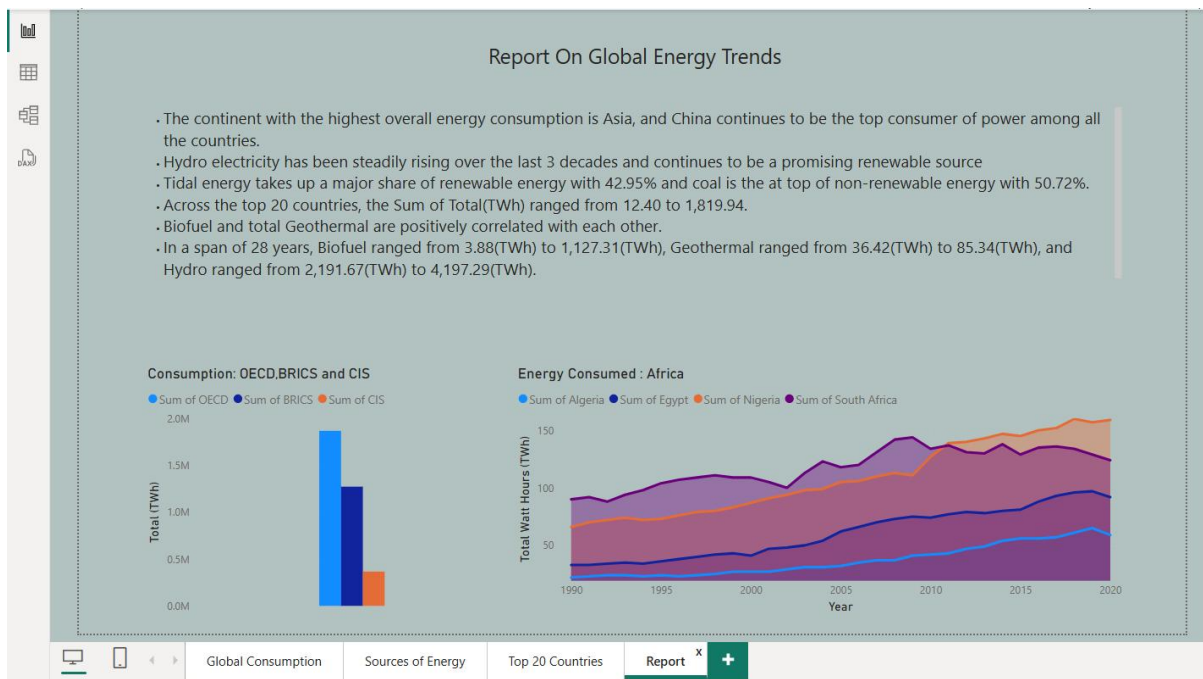 Report On Global Energy Trends
• The continent with the highest overall energy consumption is Asia, and China continues to be the top consumer of power among all
the countries.
• Hydro electricity has been steadily rising over the last 3 decades and continues to be a promising renewable source
• Tidal energy takes up a major share of renewable energy with 42.95% and coal is the at top of non-renewable energy with 50.72%.
• Across the top 20 countries, the Sum of Total(TWh) ranged from 12.40 to 1,819.94.
• Biofuel and total Geothermal are positively correlated with each other.
• In a span of 28 years, Biofuel ranged from 3.88(TWh) to 1,127.31(TWh), Geothermal ranged from 36.42(TWh) to 85.34(TWh), and
Hydro ranged from 2,191.67(TWh) to 4,197.29(TWh).
Consumption: OECD,BRICS and CIS
Sum of OECD Sum of BRICS Sum of CIS
2.0M
1.5M
1.0M
0.5M
0.0M
Total (TWh)
Energy Consumed : Africa
Sum of Algeria Sum of Egypt Sum of Nigeria Sum of South Africa
150
100
50
Total Watt Hours (TWh)
1990 1995 2000 2005 2010 2015 2020
Year
DAX
Global Consumption Sources of Energy Top 20 Countries Report x +